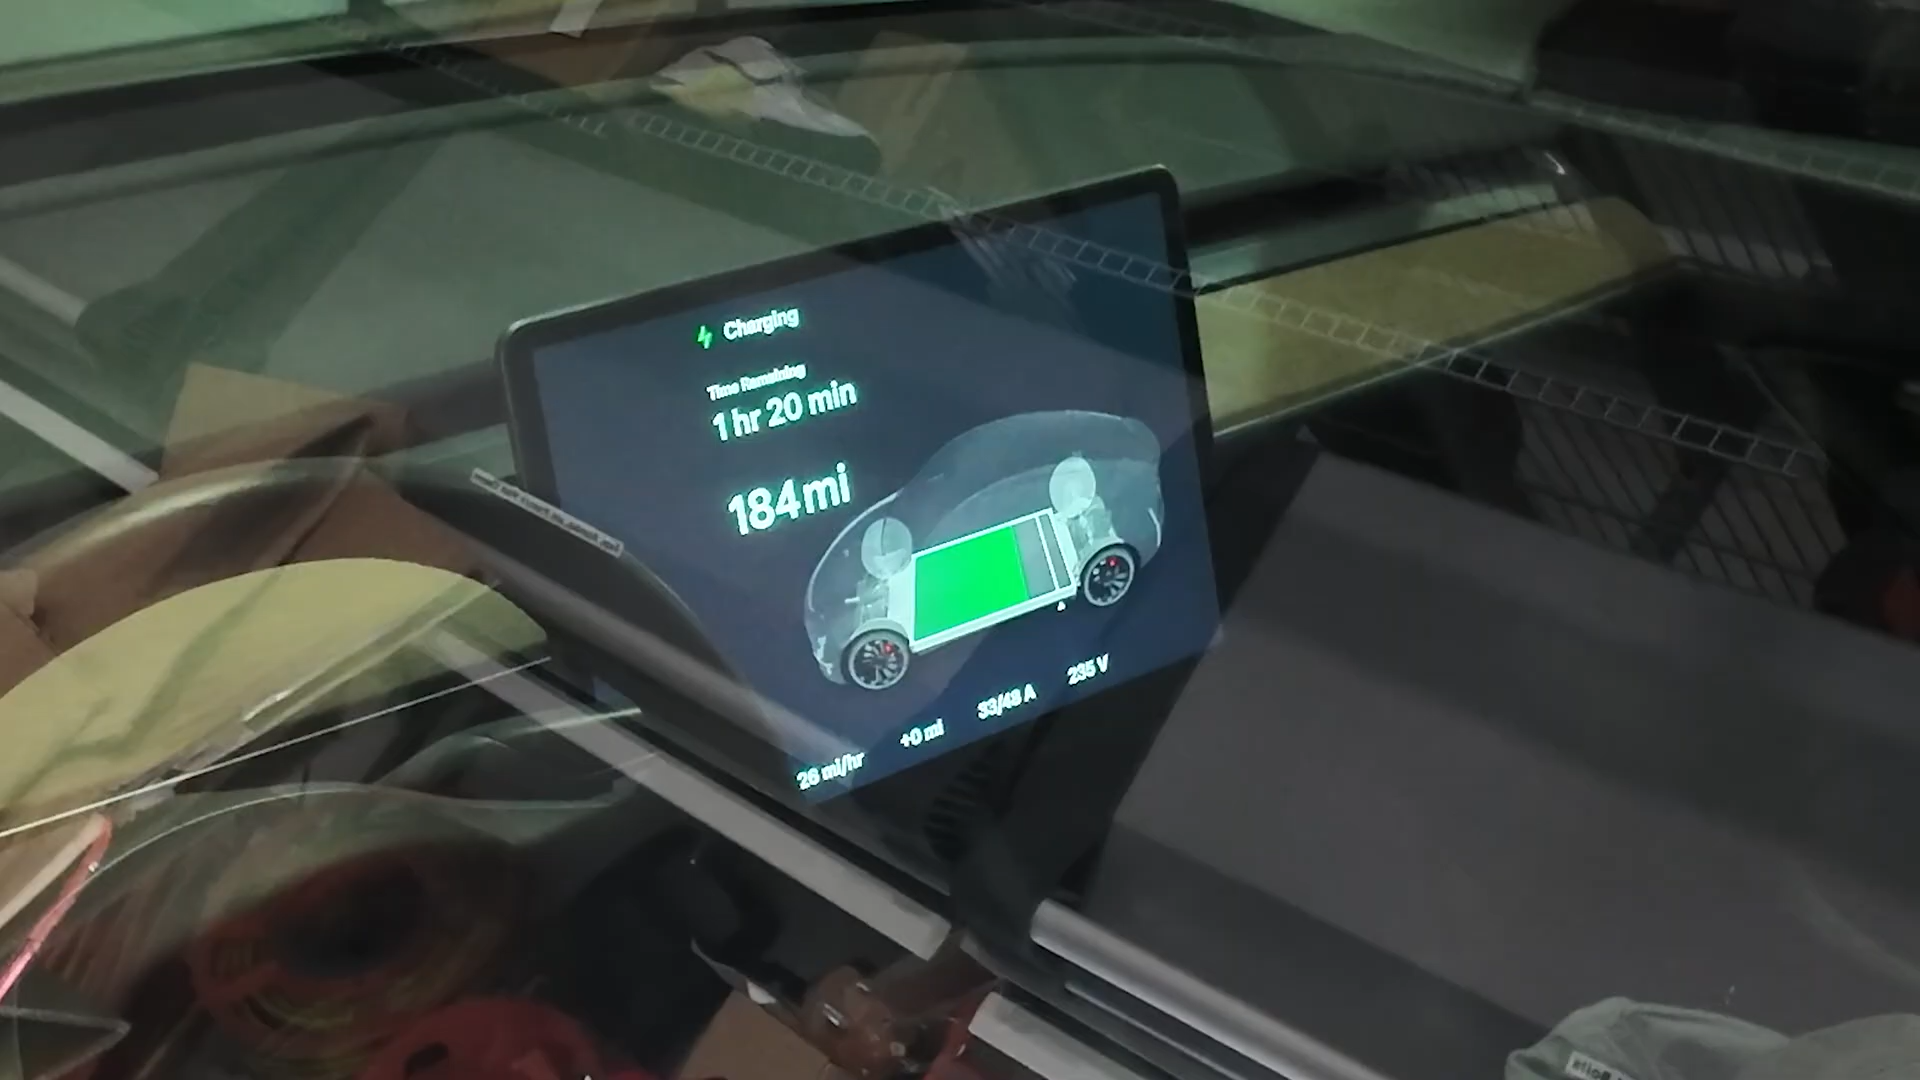 Charging
Time Remaining
1 hr 20 min
184 mi
26 mi/hr
+0 mi
33/48 A
235 V